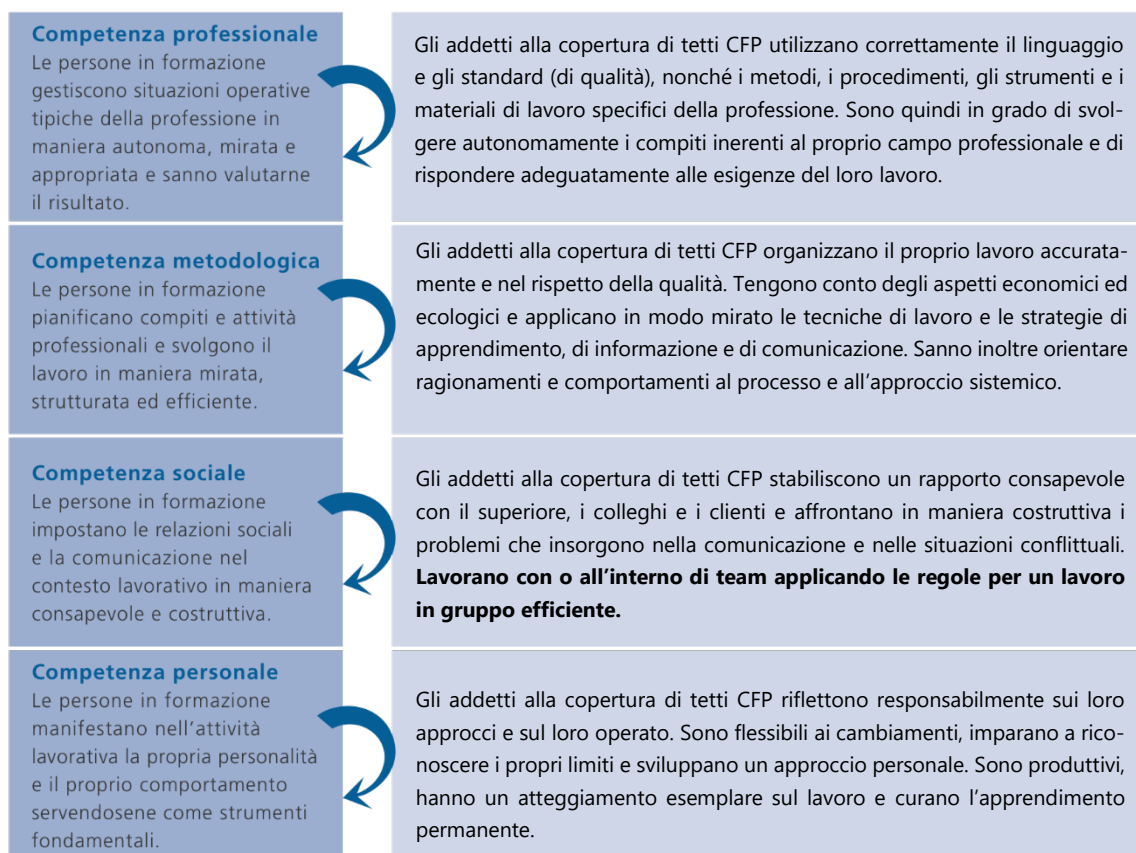 Competenza professionale
Le persone in formazione
gestiscono situazioni operative
tipiche della professione in
maniera autonoma, mirata e
appropriata e sanno valutarne
il risultato.
Gli addetti alla copertura di tetti CFP utilizzano correttamente il linguaggio
e gli standard (di qualità), nonché i metodi, i procedimenti, gli strumenti e i
materiali di lavoro specifici della professione. Sono quindi in grado di svol-
gere autonomamente i compiti inerenti al proprio campo professionale e di
rispondere adeguatamente alle esigenze del loro lavoro.
Competenza metodologica
Le persone in formazione
pianificano compiti e attività
professionali e svolgono il
lavoro in maniera mirata,
strutturata ed efficiente.
Gli addetti alla copertura di tetti CFP organizzano il proprio lavoro accurata-
mente e nel rispetto della qualità. Tengono conto degli aspetti economici ed
ecologici e applicano in modo mirato le tecniche di lavoro e le strategie di
apprendimento, di informazione e di comunicazione. Sanno inoltre orientare
ragionamenti e comportamenti al processo e all'approccio sistemico.
Competenza sociale
Le persone in formazione
impostano le relazioni sociali
e la comunicazione nel
contesto lavorativo in maniera
consapevole e costruttiva.
Gli addetti alla copertura di tetti CFP stabiliscono un rapporto consapevole
con il superiore, i colleghi e i clienti e affrontano in maniera costruttiva i
problemi che insorgono nella comunicazione e nelle situazioni conflittuali.
Lavorano con o all'interno di team applicando le regole per un lavoro
in gruppo efficiente.
Competenza personale
Le persone in formazione
manifestano nell'attività
lavorativa la propria personalità
e il proprio comportamento
servendosene come strumenti
fondamentali.
Gli addetti alla copertura di tetti CFP riflettono responsabilmente sui loro
approcci e sul loro operato. Sono flessibili ai cambiamenti, imparano a rico-
noscere i propri limiti e sviluppano un approccio personale. Sono produttivi,
hanno un atteggiamento esemplare sul lavoro e curano l'apprendimento
permanente.